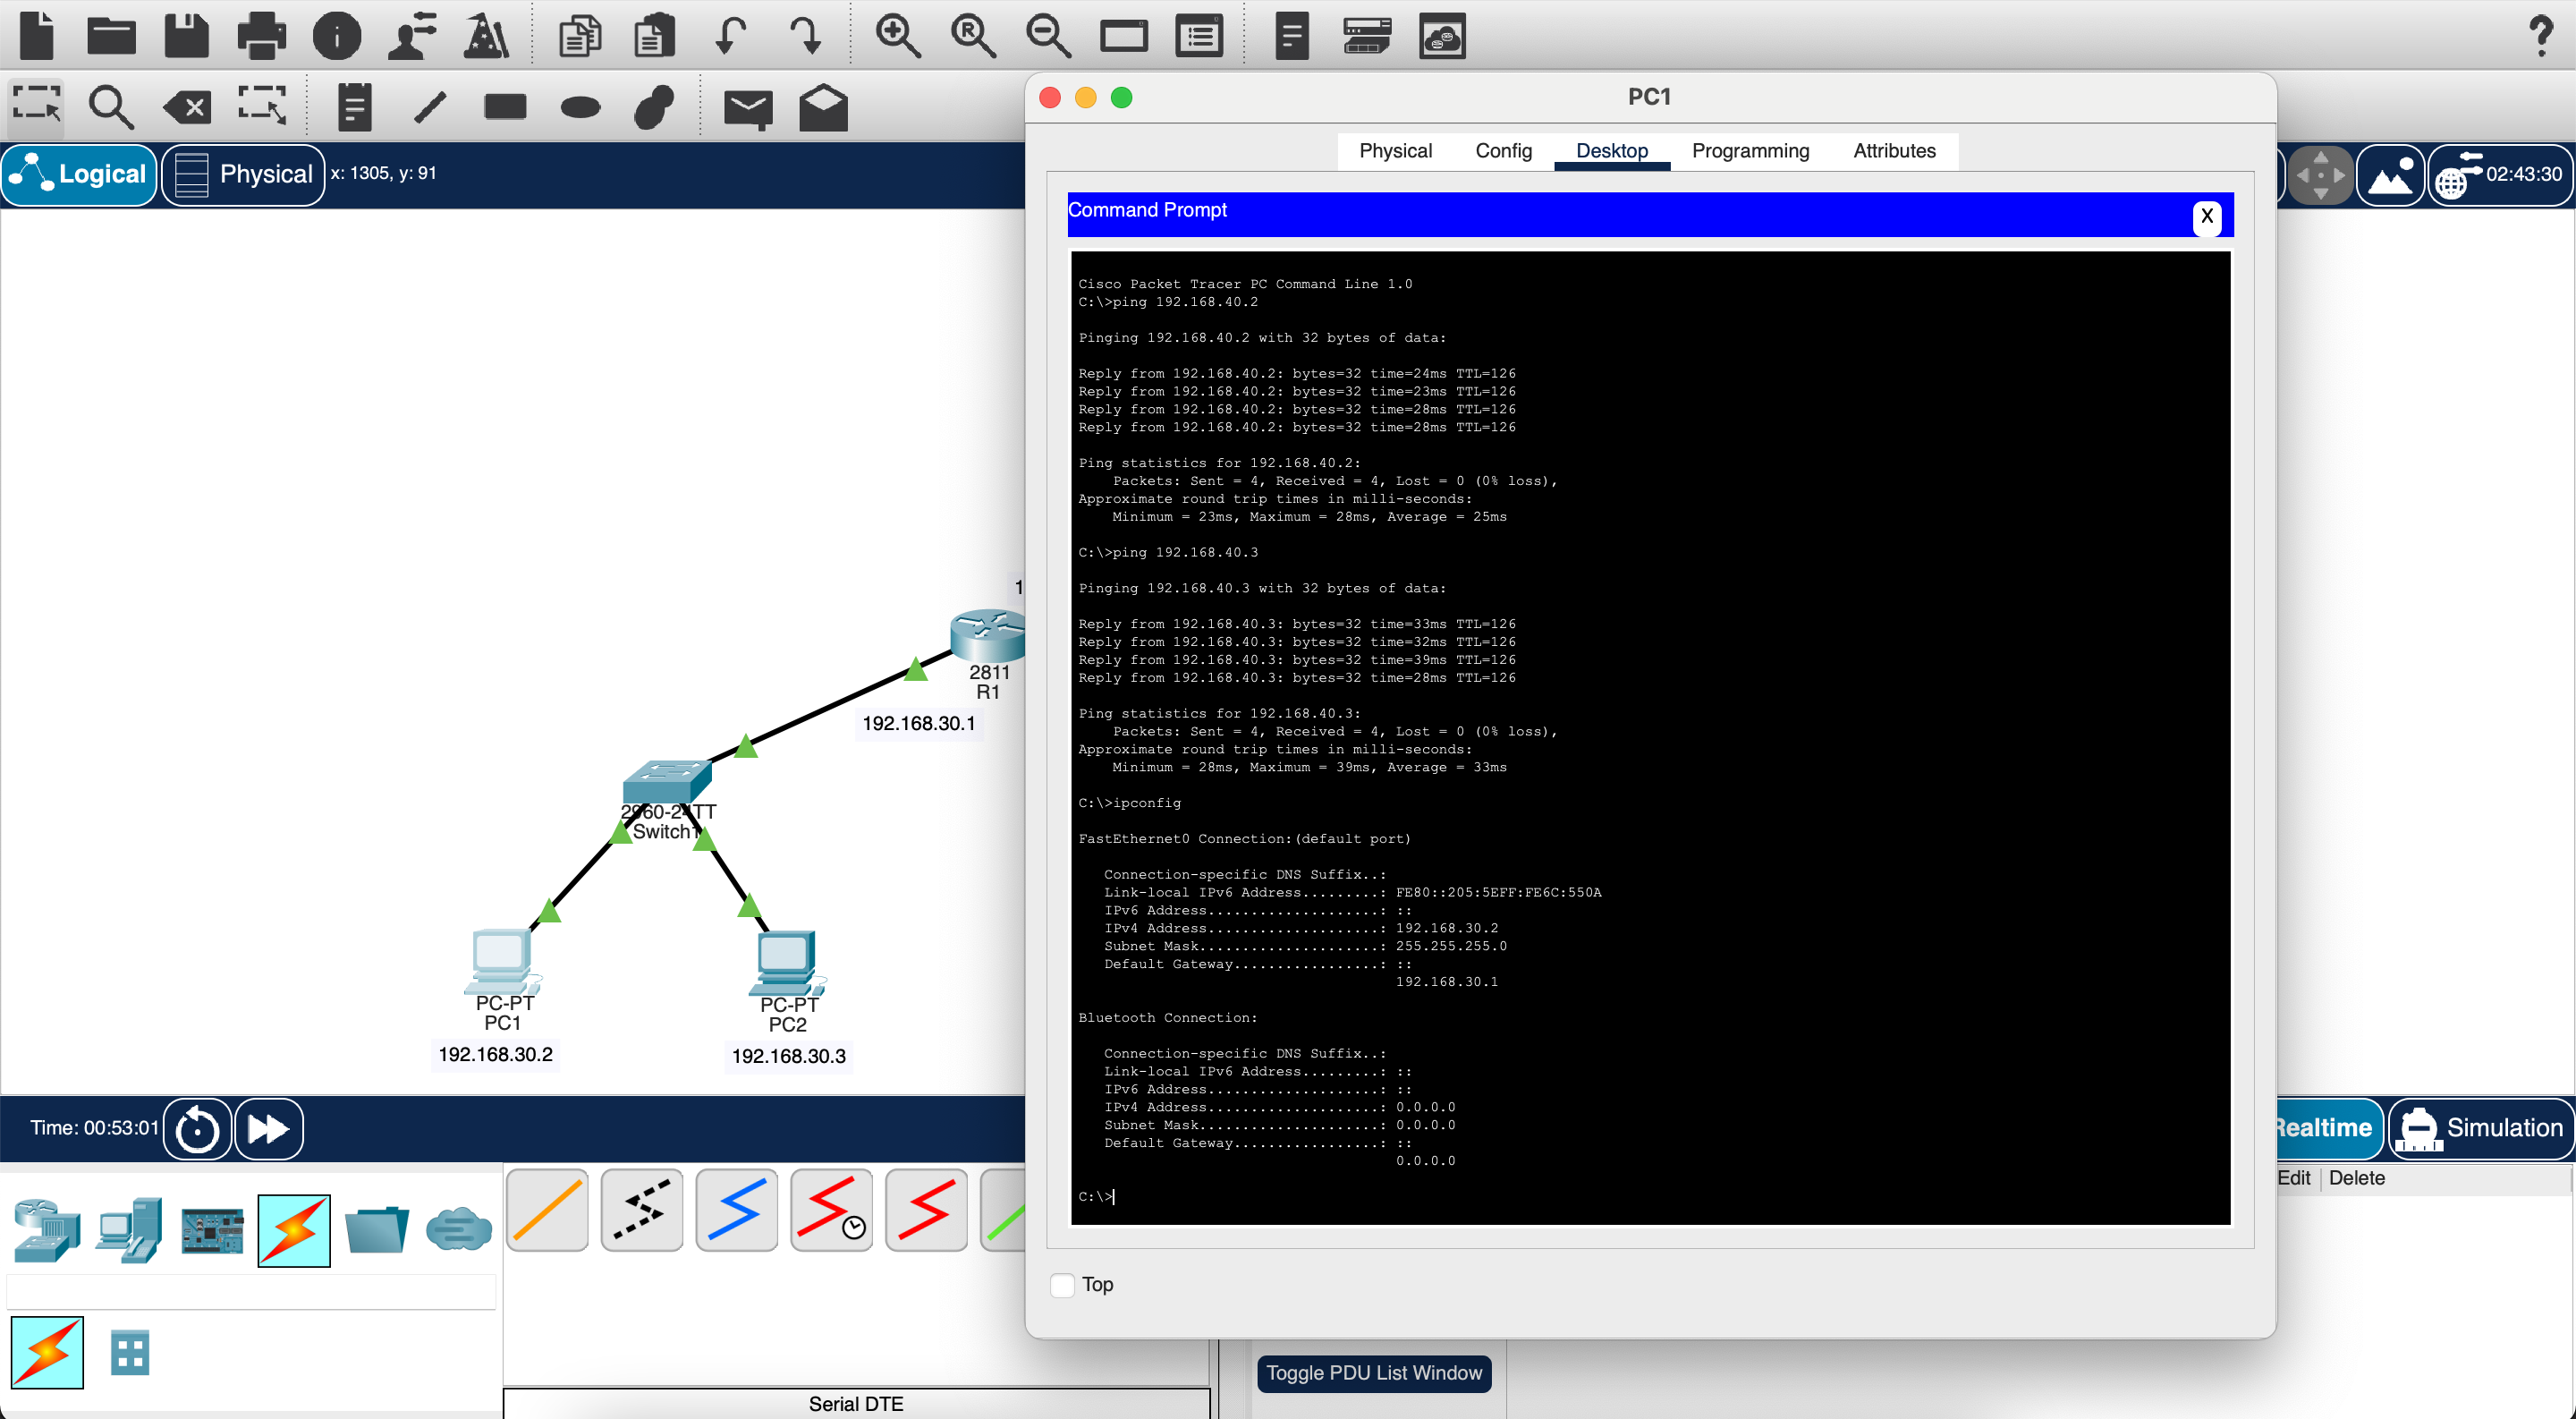 PC1
Physical
Config
Desktop
Programming
Attributes
Logical
Physical
x: 1305, y: 91
02:43:30
Command Prompt
X
Cisco Packet Tracer PC Command Line 1.0
C:\>ping 192.168.40.2
Pinging 192.168.40.2 with 32 bytes of data:
Reply from 192.168.40.2: bytes=32 time=24ms TTL=126
Reply from 192.168.40.2: bytes=32 time=23ms TTL=126
Reply from 192.168.40.2: bytes=32 time=28ms TTL=126
Reply from 192.168.40.2: bytes=32 time=28ms TTL=126
Ping statistics for 192.168.40.2:
Packets: Sent = 4, Received = 4, Lost = 0 (0% loss),
Approximate round trip times in milli-seconds:
Minimum = 23ms, Maximum = 28ms, Average = 25ms
C:\>ping 192.168.40.3
Pinging 192.168.40.3 with 32 bytes of data:
Reply from 192.168.40.3: bytes=32 time=33ms TTL=126
Reply from 192.168.40.3: bytes=32 time=32ms TTL=126
Reply from 192.168.40.3: bytes=32 time=39ms TTL=126
Reply from 192.168.40.3: bytes=32 time=28ms TTL=126
Ping statistics for 192.168.40.3:
Packets: Sent = 4, Received = 4, Lost = 0 (0% loss),
Approximate round trip times in milli-seconds:
Minimum = 28ms, Maximum = 39ms, Average = 33ms
C:\>ipconfig
FastEthernet0 Connection:(default port)
Connection-specific DNS Suffix..:
Link-local IPv6 Address.........: FE80::205:5EFF:FE6C:550A
IPv6 Address....................: ::
IPv4 Address....................: 192.168.30.2
Subnet Mask.....................: 255.255.255.0
Default Gateway.................: ::
192.168.30.1
Bluetooth Connection:
Connection-specific DNS Suffix..:
Link-local IPv6 Address.........: ::
IPv6 Address....................: ::
IPv4 Address....................: 0.0.0.0
Subnet Mask.....................: 0.0.0.0
Default Gateway.................: ::
0.0.0.0
C:\>
Top
1
2811
R1
192.168.30.1
2960-24TT
Switch1
PC-PT
PC1
192.168.30.2
PC-PT
PC2
192.168.30.3
Time: 00:53:01
Realtime
Simulation
Edit
Delete
Toggle PDU List Window
Serial DTE